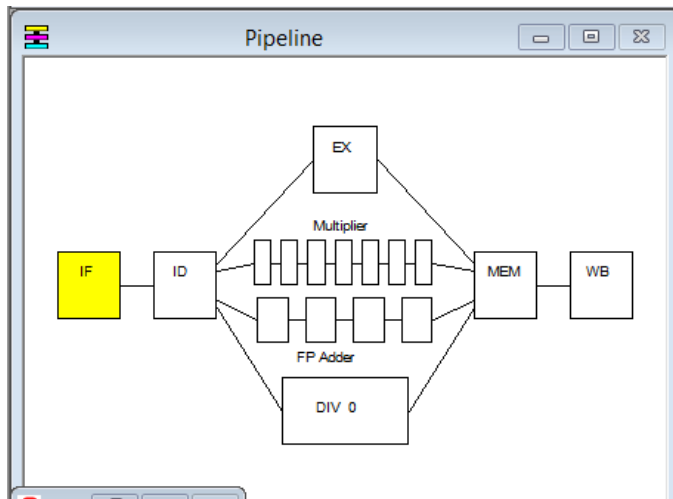 Pipeline
EX
Multiplier
IF
ID
MEM
WB
FP Adder
DIV 0